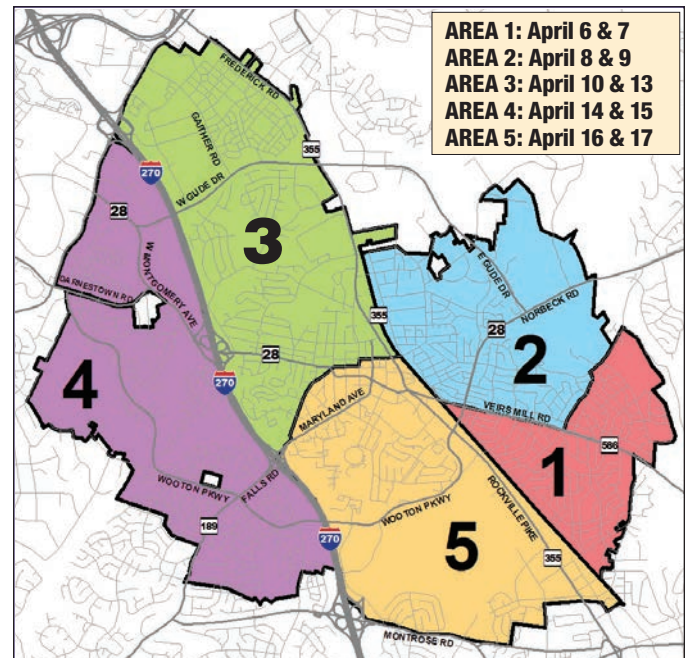 AREA 1: April 6 & 7
AREA 2: April 8 & 9
AREA 3: April 10 & 13
AREA 4: April 14 & 15
AREA 5: April 16 & 17
FREDERICK RD
GAITHER RD
355
270
W GUDE DR
28
3
W MONTGOMERY AVE
DARNESTOWN RD
E GUDE DR
NORBECK RD
355
28
28
2
4
270
MARYLAND AVE
VEIRS MILL RD
586
1
WOOTON PKWY
FALLS RD
ROCKVILLE PIKE
WOOTON PKWY
189
270
5
355
MONTROSE RD